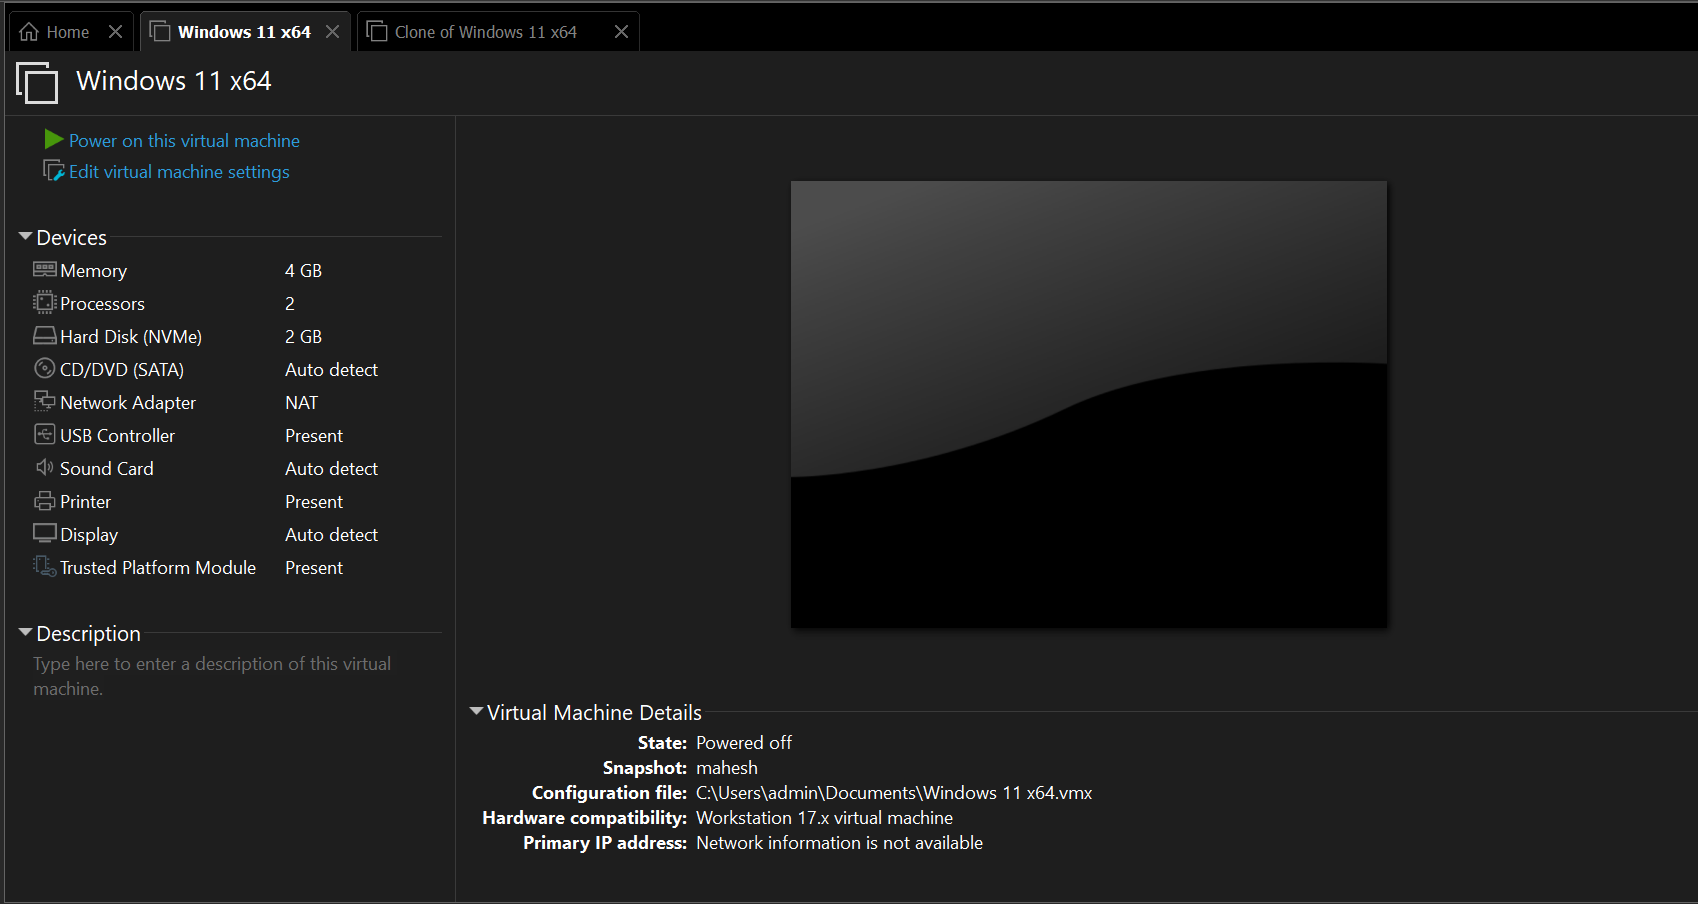 Home
Windows 11 x64
Clone of Windows 11 x64
Windows 11 x64
Power on this virtual machine
Edit virtual machine settings
Devices
Memory 4 GB
Processors 2
Hard Disk (NVMe) 2 GB
CD/DVD (SATA) Auto detect
Network Adapter NAT
USB Controller Present
Sound Card Auto detect
Printer Present
Display Auto detect
Trusted Platform Module Present
Description
Type here to enter a description of this virtual
machine.
Virtual Machine Details
State: Powered off
Snapshot: mahesh
Configuration file: C:\Users\admin\Documents\Windows 11 x64.vmx
Hardware compatibility: Workstation 17.x virtual machine
Primary IP address: Network information is not available